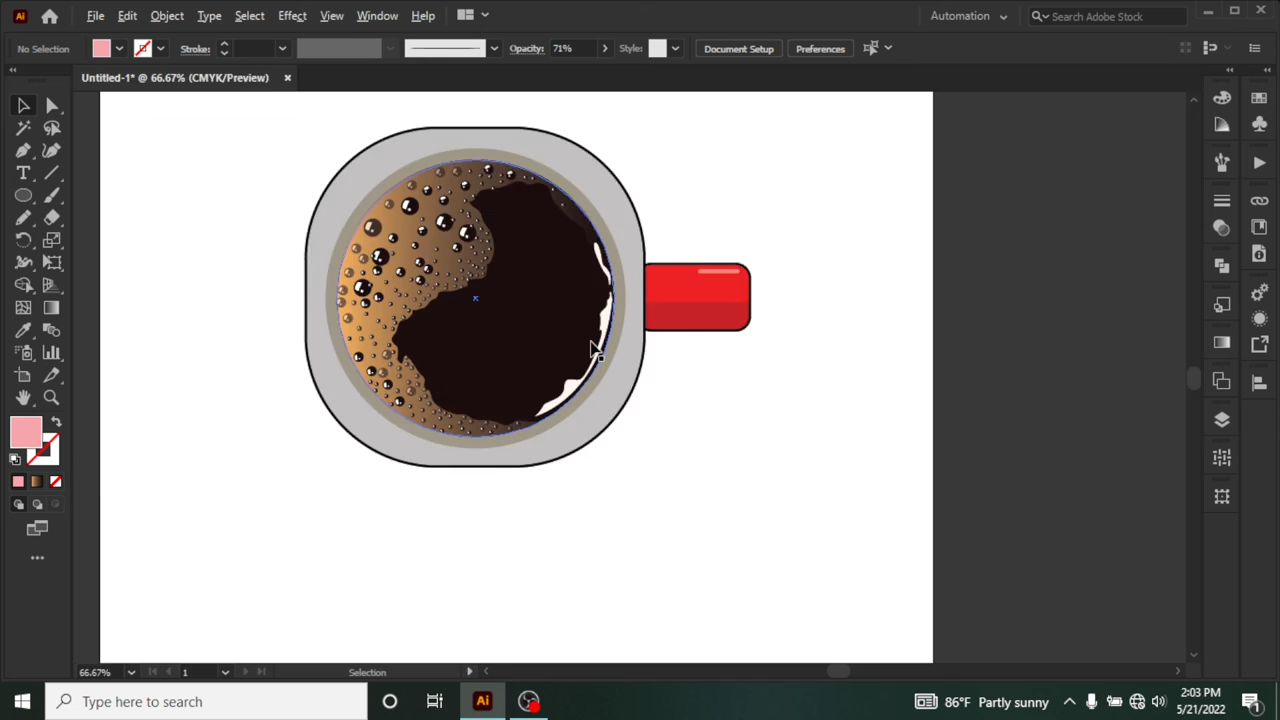 Ai File Edit Object Type Select Effect View Window Help Automation Search Adobe Stock
No Selection Stroke: Opacity: 71% Style: Document Setup Preferences
Untitled-1* @ 66.67% (CMYK/Preview) ×
66.67% 1 Selection
Type here to search Ai 86°F Partly sunny 2:03 PM
5/21/2022 1